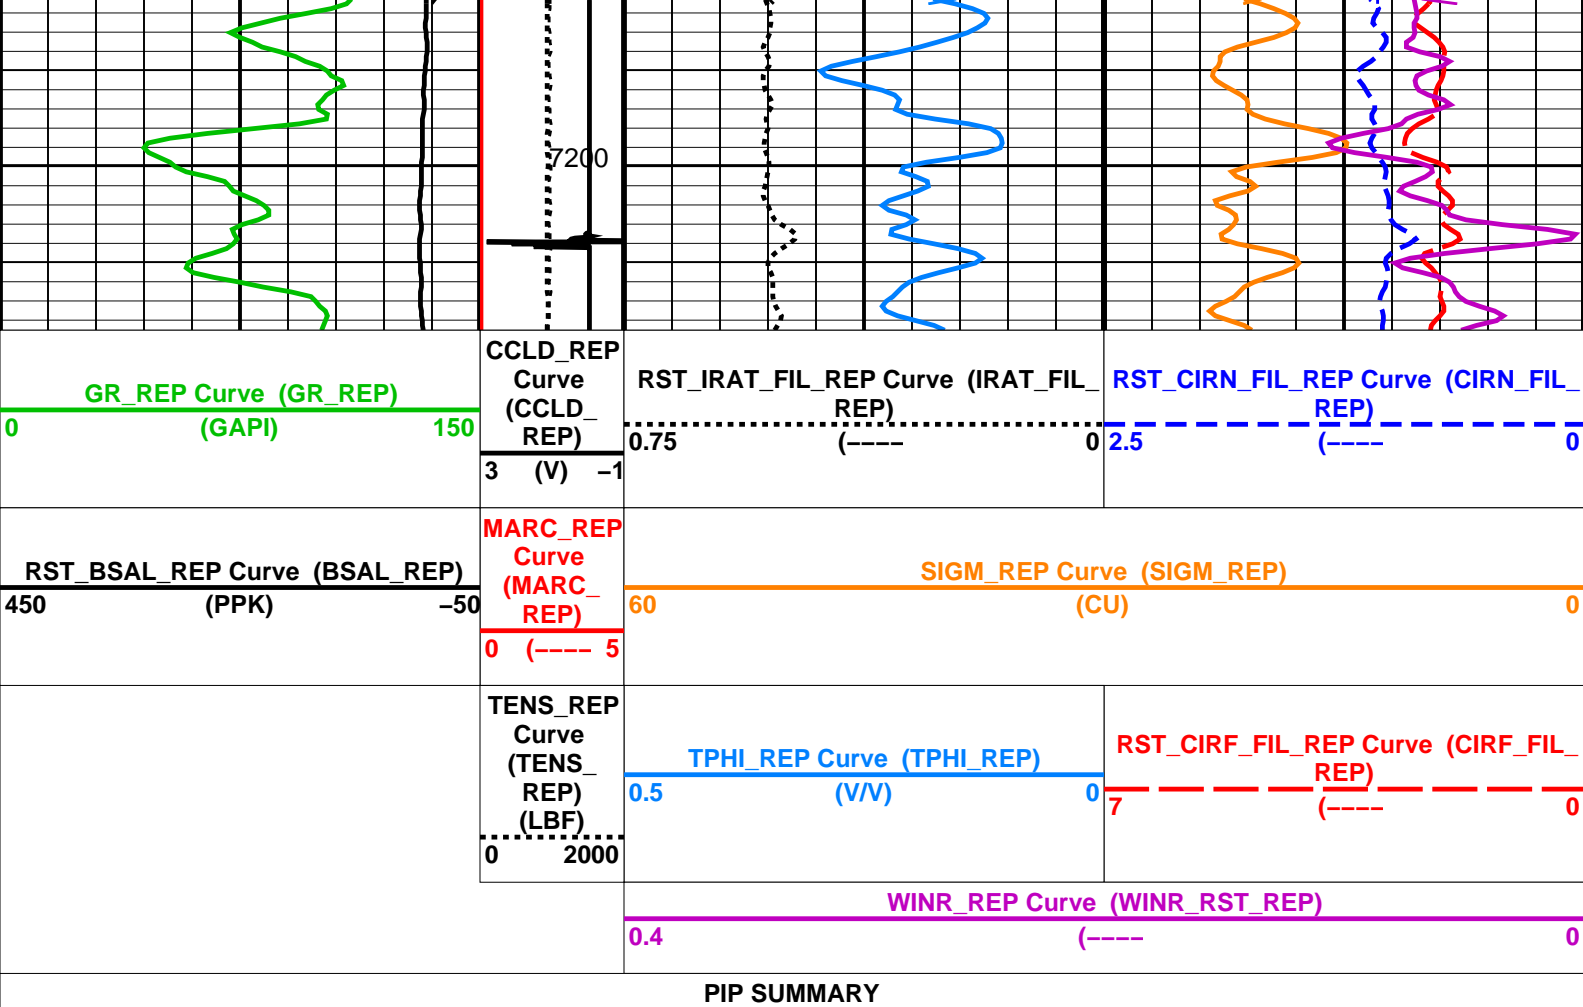 7200
GR_REP Curve (GR_REP)
0 (GAPI) 150
CCLD_REP
Curve
(CCLD_
REP)
3 (V) −1
RST_IRAT_FIL_REP Curve (IRAT_FIL_
REP)
0.75 (−−−− 0
RST_CIRN_FIL_REP Curve (CIRN_FIL_
REP)
2.5 (−−−− 0
RST_BSAL_REP Curve (BSAL_REP)
450 (PPK) −50
MARC_REP
Curve
(MARC_
REP)
0 (−−−− 5
SIGM_REP Curve (SIGM_REP)
60 (CU) 0
TENS_REP
Curve
(TENS_
REP)
(LBF)
0 2000
TPHI_REP Curve (TPHI_REP)
0.5 (V/V) 0
RST_CIRF_FIL_REP Curve (CIRF_FIL_
REP)
7 (−−−− 0
WINR_REP Curve (WINR_RST_REP)
0.4 (−−−− 0
PIP SUMMARY